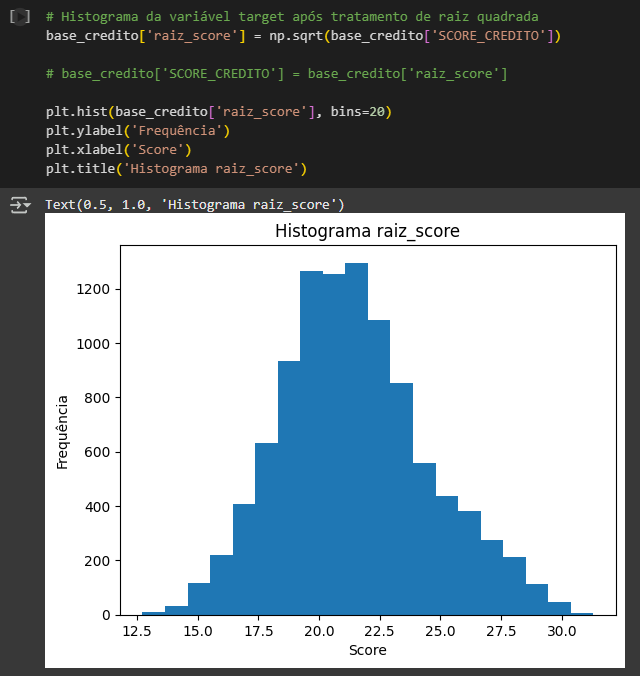 [ ] # Histograma da variável target após tratamento de raiz quadrada
base_credito['raiz_score'] = np.sqrt(base_credito['SCORE_CREDITO'])
# base_credito['SCORE_CREDITO'] = base_credito['raiz_score']
plt.hist(base_credito['raiz_score'], bins=20)
plt.ylabel('Frequência')
plt.xlabel('Score')
plt.title('Histograma raiz_score')
Text(0.5, 1.0, 'Histograma raiz_score')
Histograma raiz_score
Frequência
1200
1000
800
600
400
200
0
12.5 15.0 17.5 20.0 22.5 25.0 27.5 30.0
Score